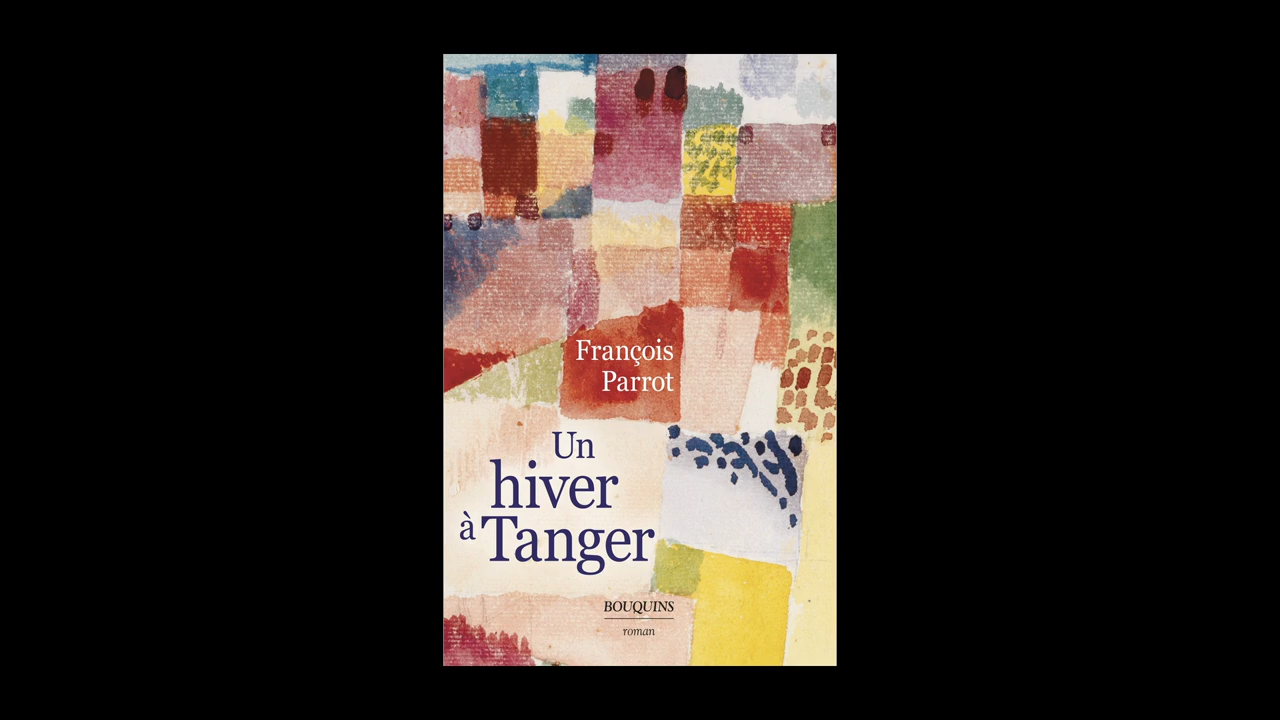 François
Parrot
Un
hiver
à Tanger
BOUQUINS
roman